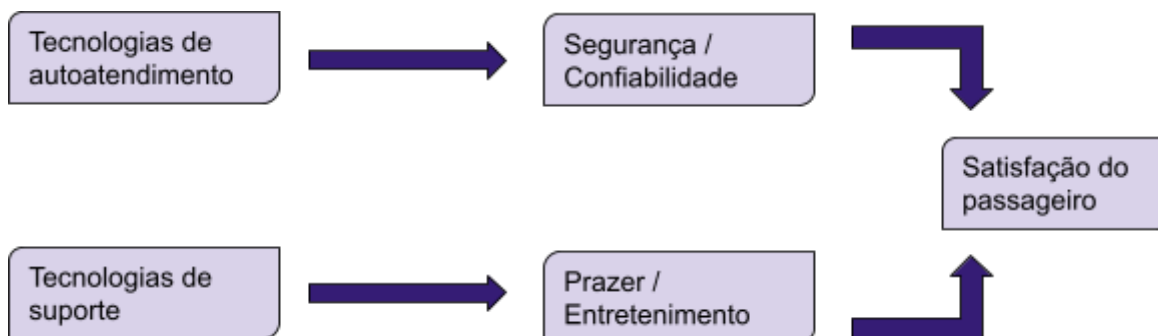 Tecnologias de
autoatendimento
Segurança /
Confiabilidade
Satisfação do
passageiro
Tecnologias de
suporte
Prazer /
Entretenimento